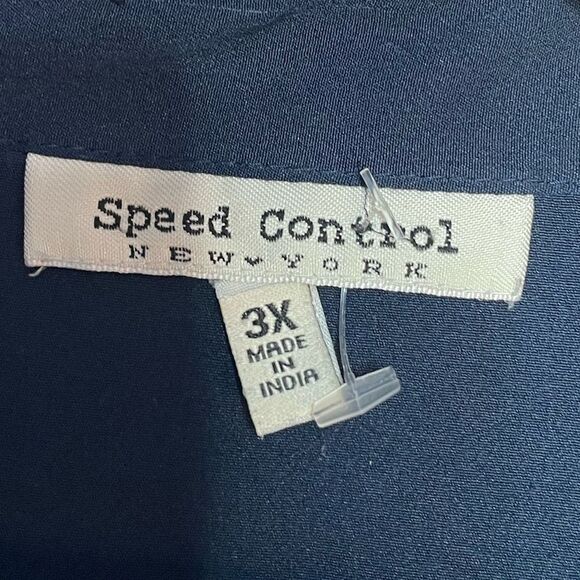 Speed Control
NEW YORK
3X
MADE
IN
INDIA